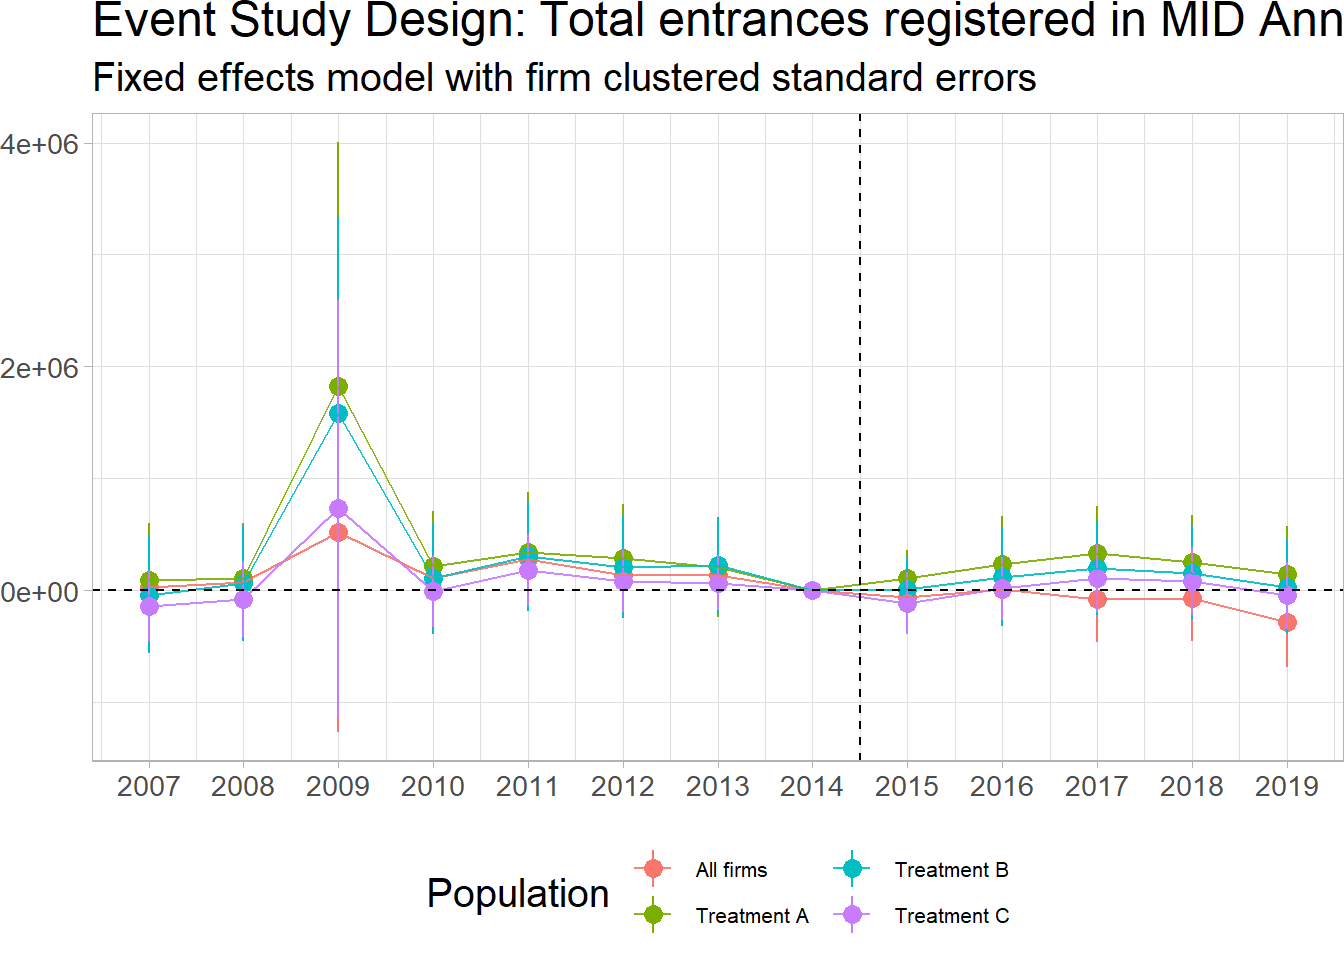 Event Study Design: Total entrances registered in MID Ann
Fixed effects model with firm clustered standard errors
4e+06
2e+06
0e+00
2007 2008 2009 2010 2011 2012 2013 2014 2015 2016 2017 2018 2019
Population
All firms
Treatment A
Treatment B
Treatment C